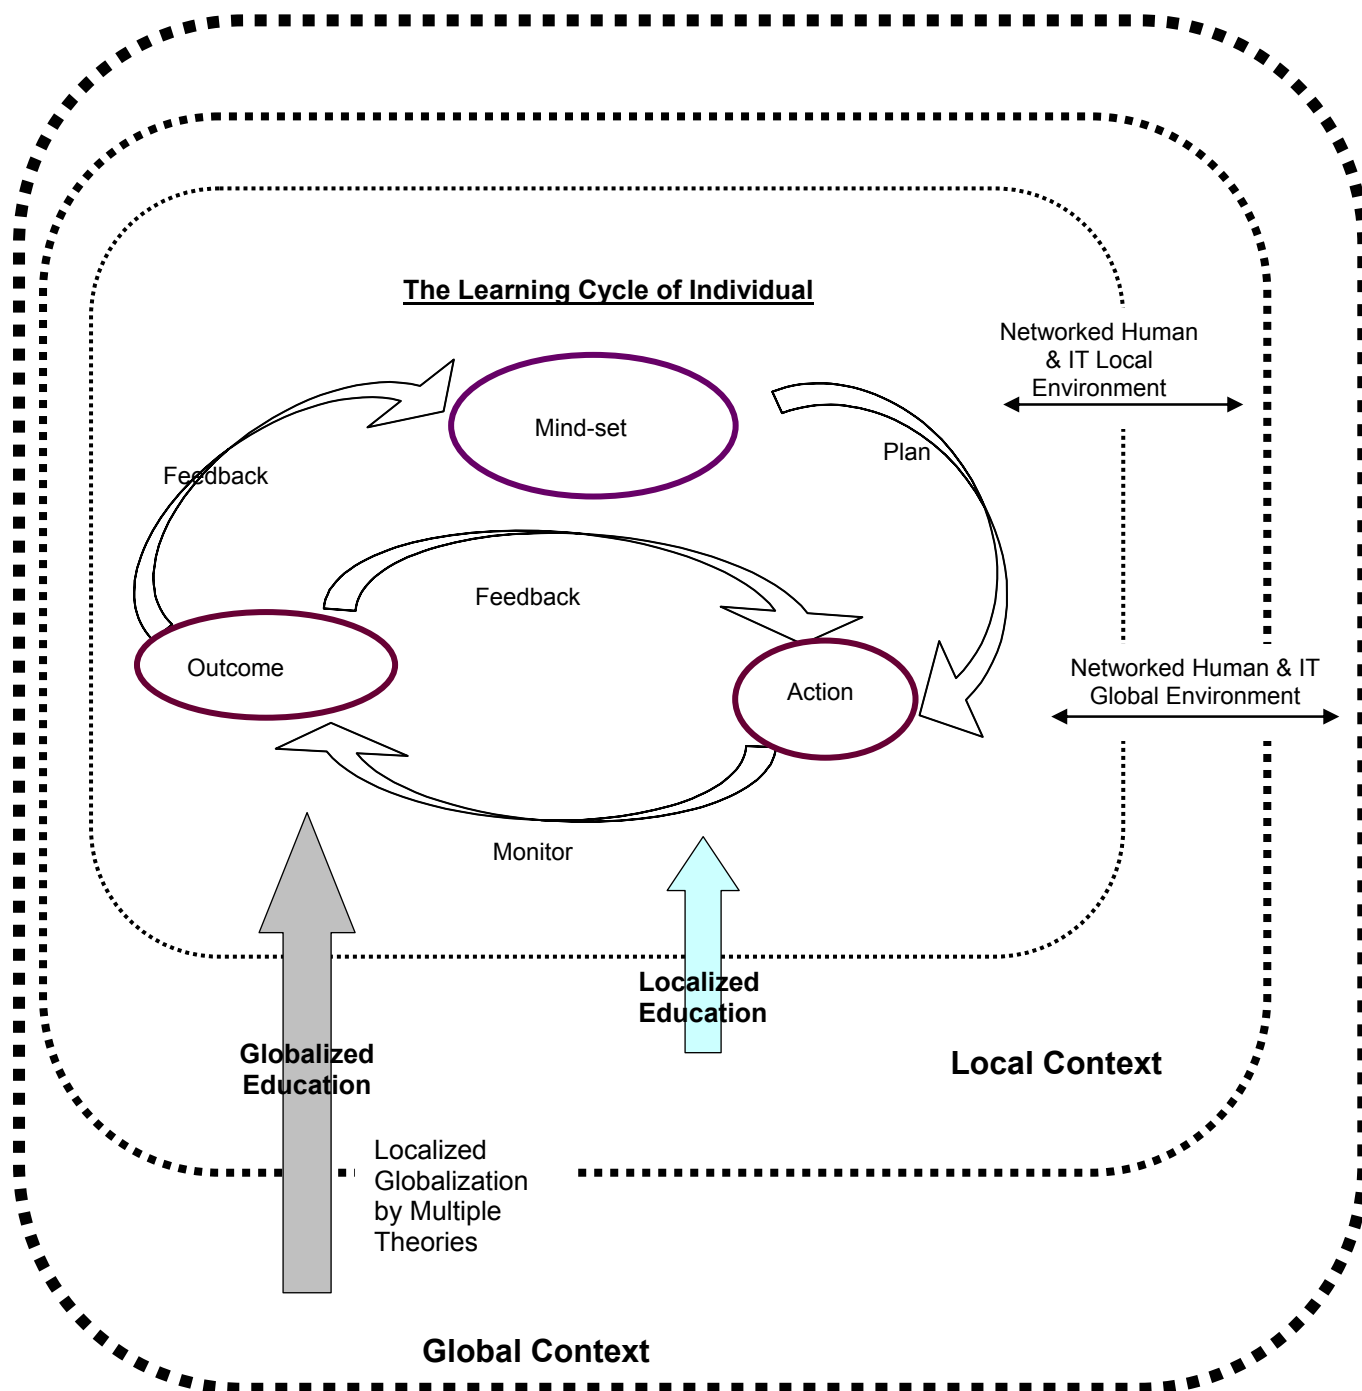 The Learning Cycle of Individual
Networked Human
& IT Local
Environment
Mind-set
Plan
Feedback
Feedback
Outcome
Action
Networked Human & IT
Global Environment
Monitor
Localized
Education
Globalized
Education
Local Context
Localized
Globalization
by Multiple
Theories
Global Context